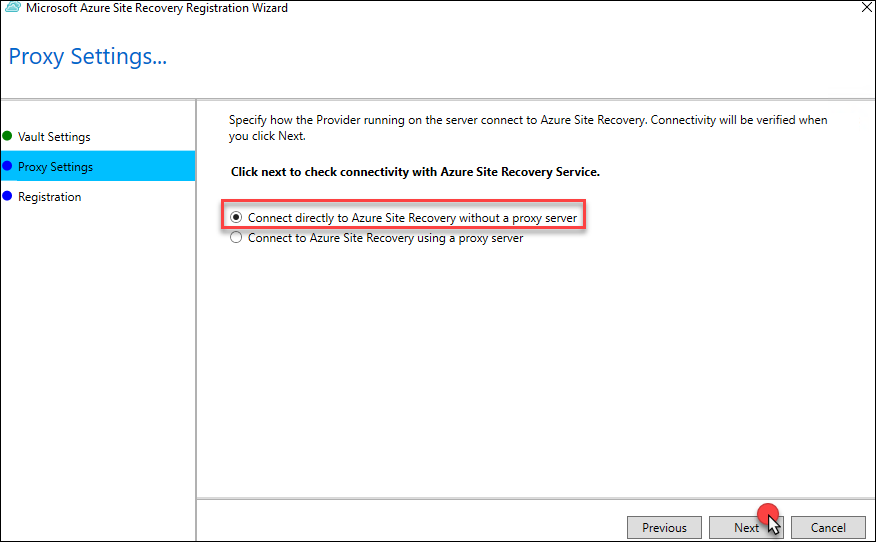 Microsoft Azure Site Recovery Registration Wizard
Proxy Settings...
Vault Settings
Proxy Settings
Registration
Specify how the Provider running on the server connect to Azure Site Recovery. Connectivity will be verified when
you click Next.
Click next to check connectivity with Azure Site Recovery Service.
Connect directly to Azure Site Recovery without a proxy server
Connect to Azure Site Recovery using a proxy server
Previous
Next
Cancel